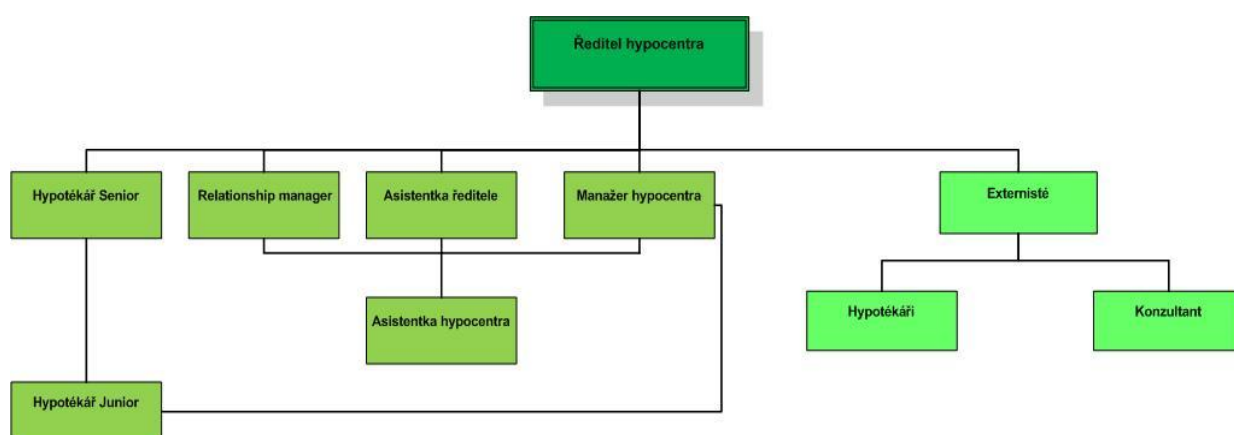 Ředitel hypocentra
Hypotékář Senior
Relationship manager
Asistentka ředitele
Manažer hypocentra
Externisté
Hypotékáři
Konzultant
Asistentka hypocentra
Hypotékář Junior